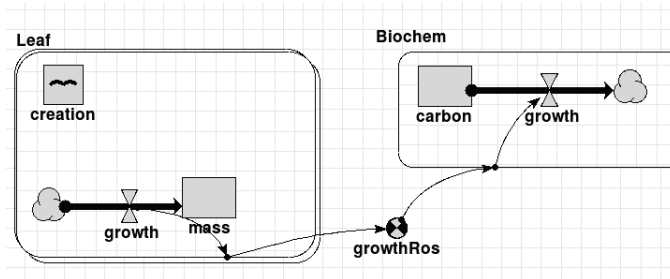 Leaf
Biochem
creation
carbon
growth
growth
mass
growthRos